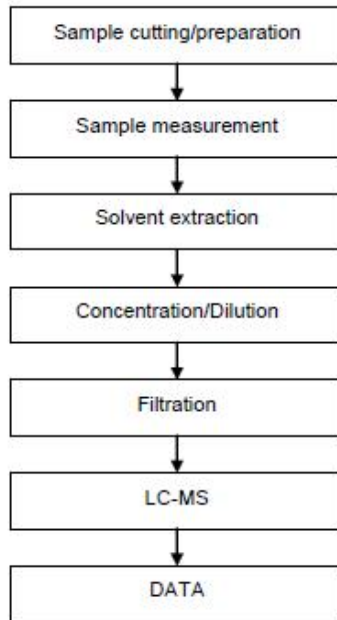 Sample cutting/preparation
Sample measurement
Solvent extraction
Concentration/Dilution
Filtration
LC-MS
DATA